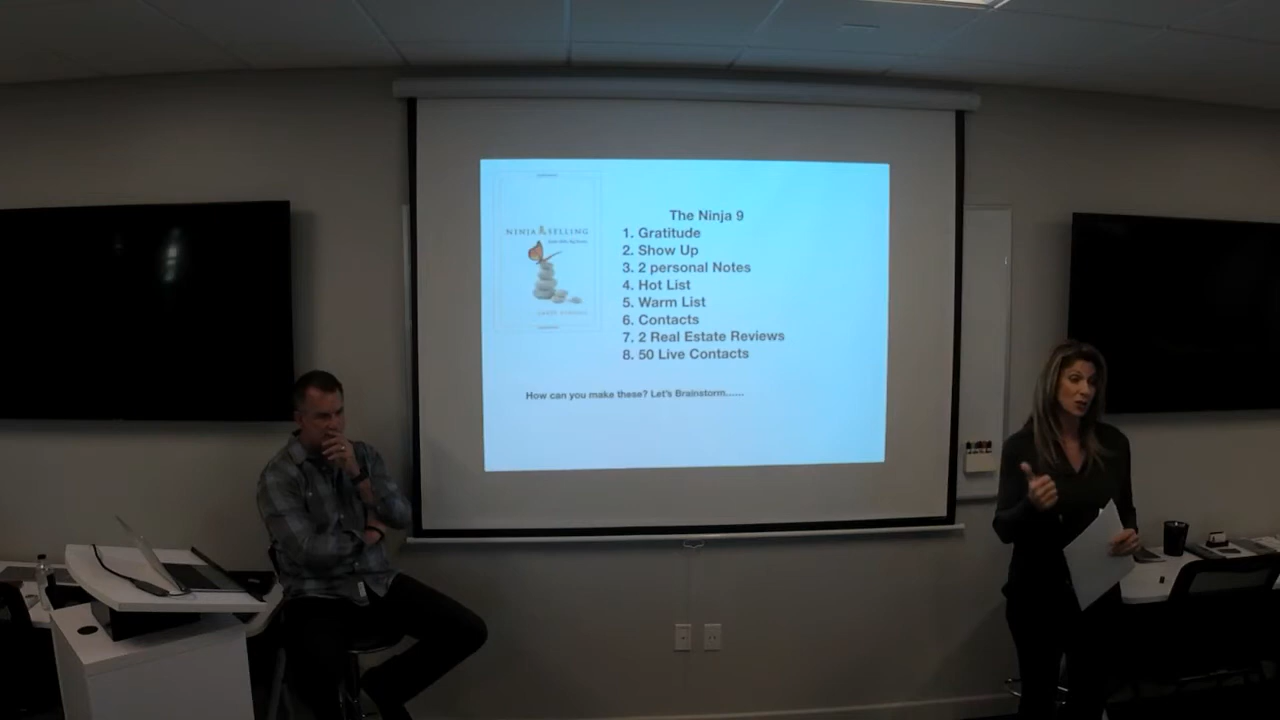 NINJA SELLING
The Ninja 9
1. Gratitude
2. Show Up
3. 2 personal Notes
4. Hot List
5. Warm List
6. Contacts
7. 2 Real Estate Reviews
8. 50 Live Contacts
How can you make these? Let's Brainstorm......